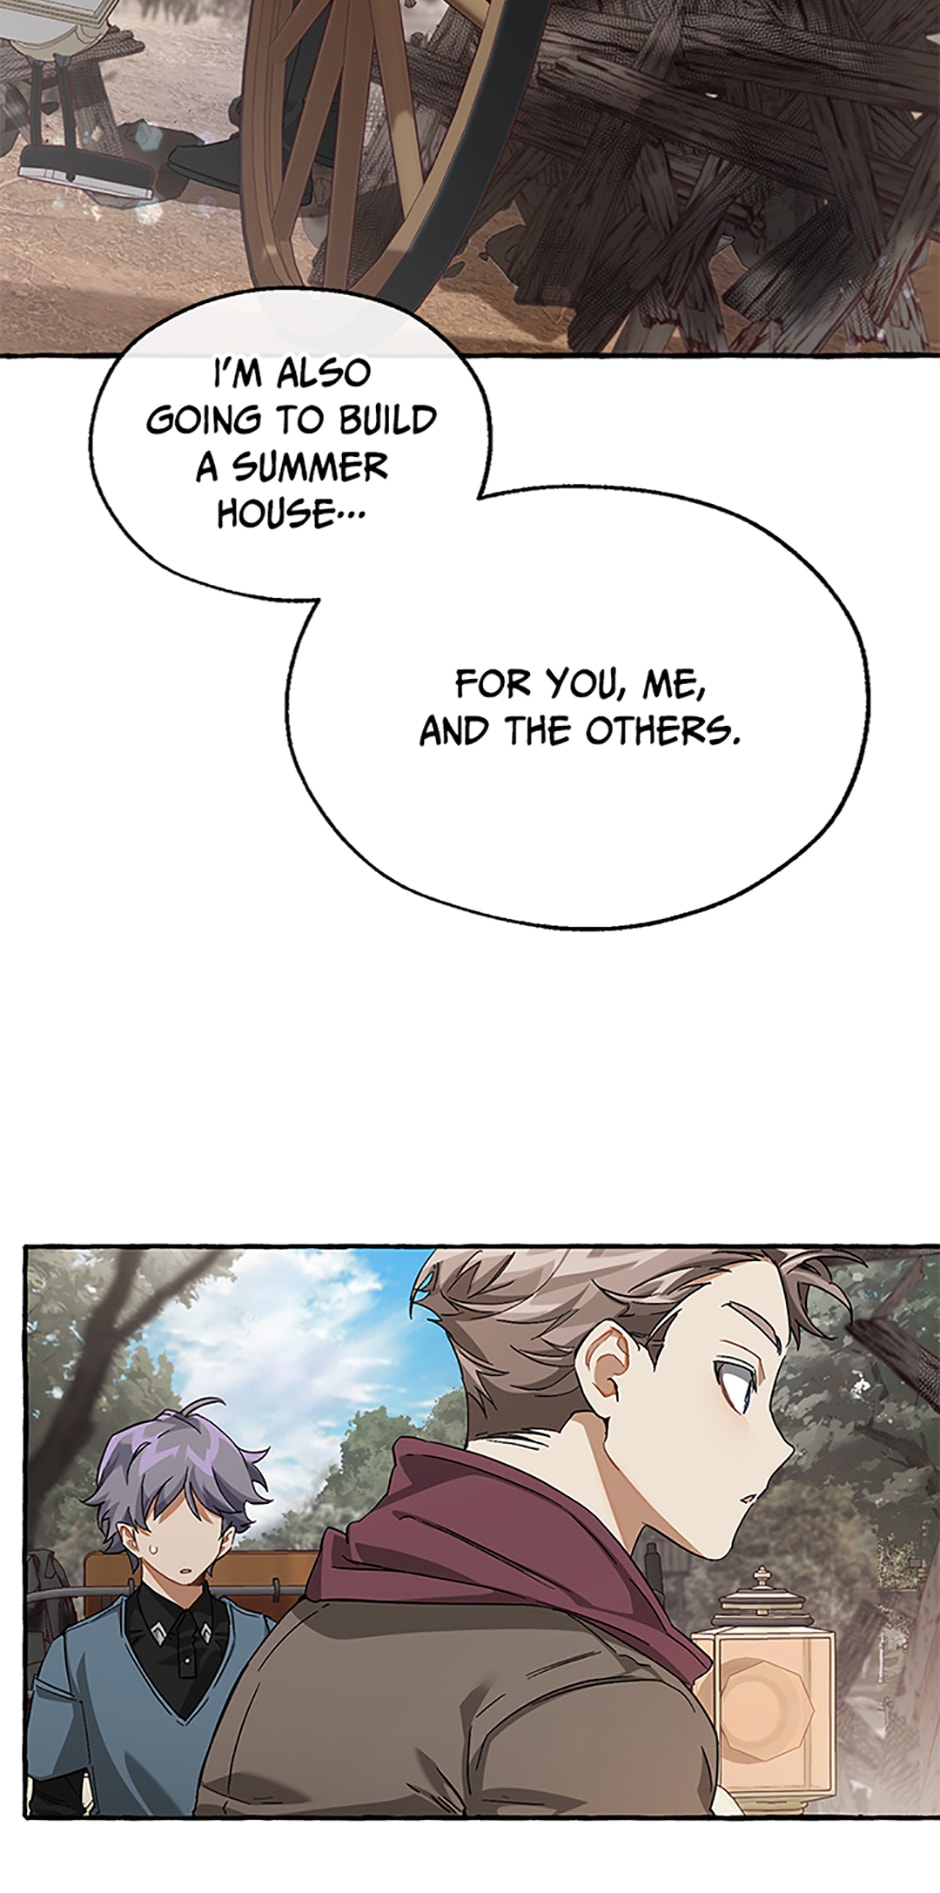 I'M ALSO
GOING TO BUILD
A SUMMER
HOUSE...
FOR YOU, ME,
AND THE OTHERS.